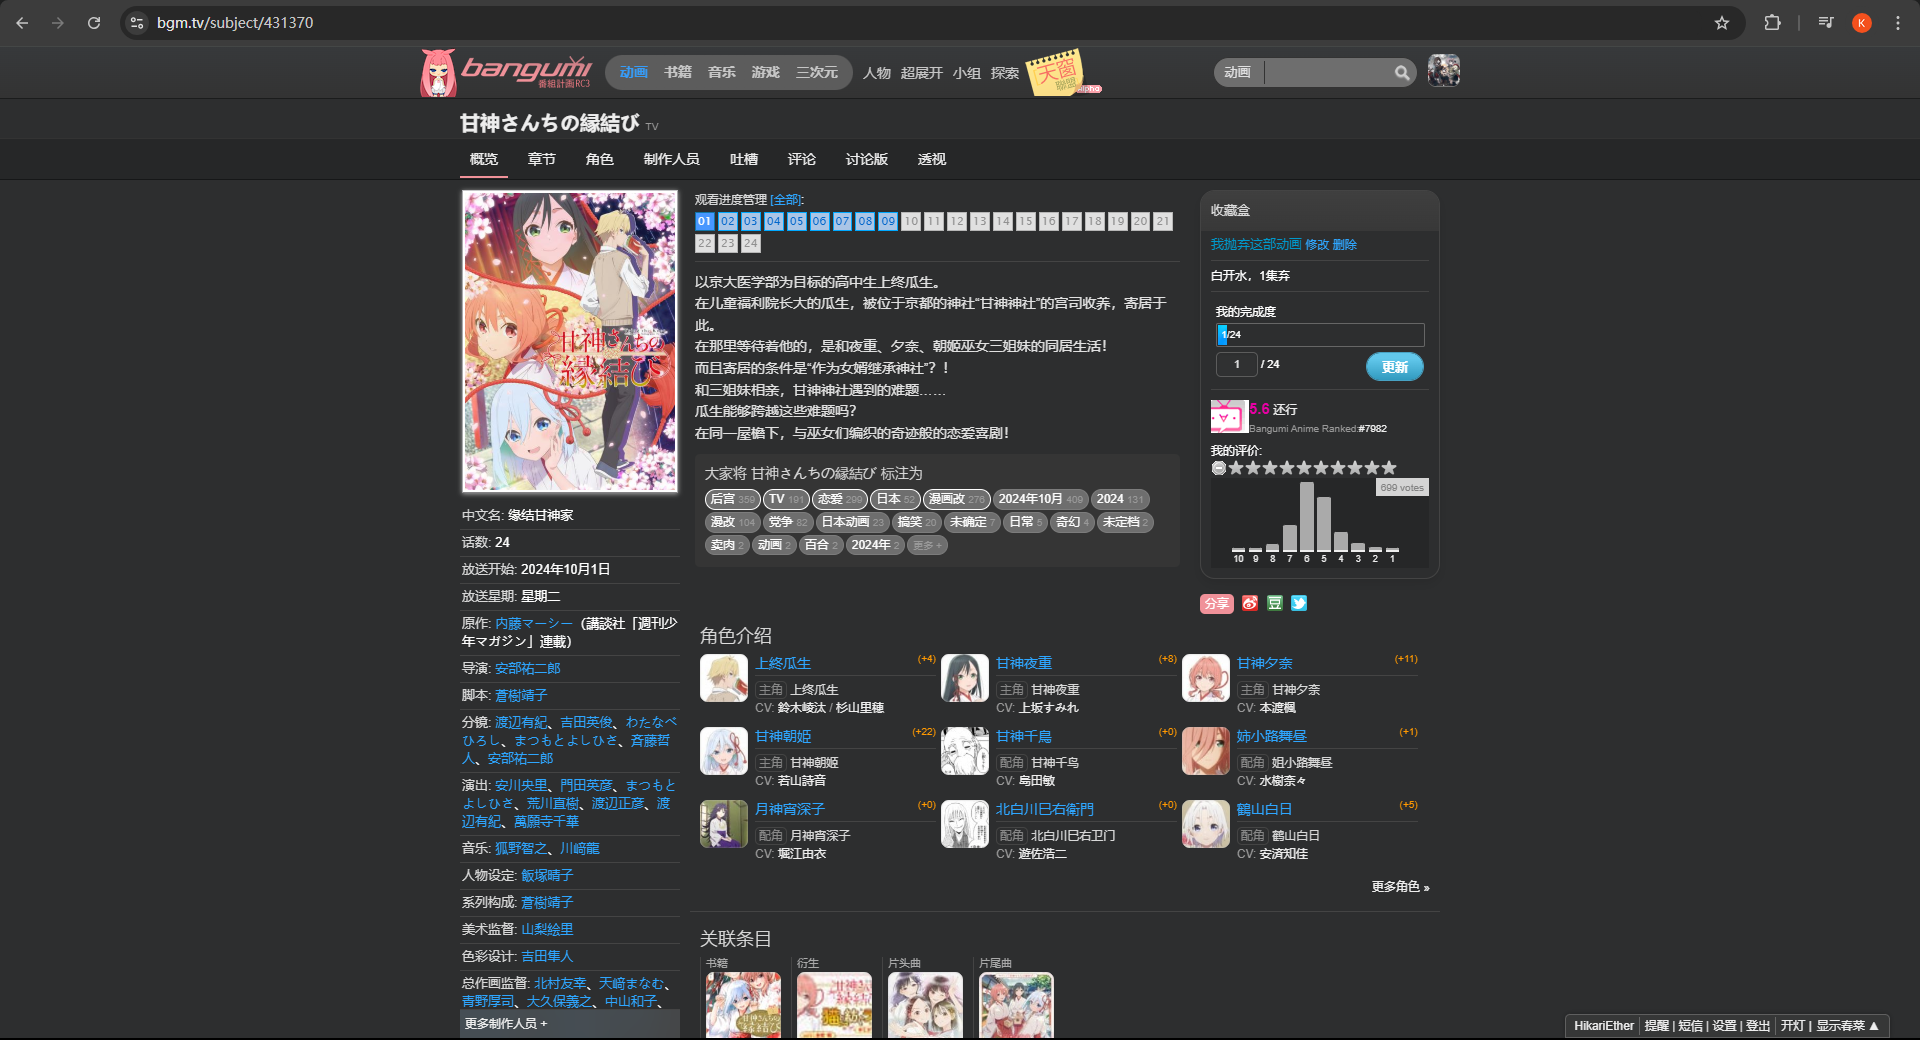 bgm.tv/subject/431370
K
bangumi
番組計画RC3
动画 书籍 音乐 游戏 三次元
人物 超展开 小组 探索
天窗
联盟
alpha
动画
甘神さんちの縁結び TV
概览 章节 角色 制作人员 吐槽 评论 讨论版 透视
甘神さんちの
縁結び
中文名: 缘结甘神家
话数: 24
放送开始: 2024年10月1日
放送星期: 星期二
原作: 内藤マーシー（講談社「週刊少
年マガジン」連載）
导演: 安部祐二郎
脚本: 蒼樹靖子
分镜: 渡辺有紀、吉田英俊、わたなべ
ひろし、まつもとよしひさ、斉藤哲
人、安部祐二郎
演出: 安川央里、門田英彦、まつもと
よしひさ、荒川直樹、渡辺正彦、渡
辺有紀、萬願寺千華
音乐: 狐野智之、川﨑龍
人物设定: 飯塚晴子
系列构成: 蒼樹靖子
美术监督: 山梨絵里
色彩设计: 吉田隼人
总作画监督: 北村友幸、天﨑まなむ、
青野厚司、大久保義之、中山和子、
更多制作人员 +
观看进度管理 [全部]:
01 02 03 04 05 06 07 08 09 10 11 12 13 14 15 16 17 18 19 20 21
22 23 24
以京大医学部为目标的高中生上终瓜生。
在儿童福利院长大的瓜生，被位于京都的神社“甘神神社”的宫司收养，寄居于
此。
在那里等待着他的，是和夜重、夕奈、朝姬巫女三姐妹的同居生活！
而且寄居的条件是“作为女婿继承神社”？！
和三姐妹相亲，甘神神社遇到的难题……
瓜生能够跨越这些难题吗？
在同一屋檐下，与巫女们编织的奇迹般的恋爱喜剧！
大家将 甘神さんちの縁結び 标注为
后宫 359 TV 191 恋爱 299 日本 52 漫画改 276 2024年10月 409 2024 131
漫改 104 党争 82 日本动画 23 搞笑 20 未确定 7 日常 5 奇幻 4 未定档 2
卖肉 2 动画 2 百合 2 2024年 2 更多 +
收藏盒
我抛弃这部动画 修改 删除
白开水，1集弃
我的完成度
1/24
1 / 24 更新
5.6 还行
Bangumi Anime Ranked:#7982
我的评价:
699 votes
10 9 8 7 6 5 4 3 2 1
分享
豆
角色介绍
上終瓜生 (+4)
主角 上终瓜生
CV: 鈴木崚汰 / 杉山里穂
甘神夜重 (+8)
主角 甘神夜重
CV: 上坂すみれ
甘神夕奈 (+11)
主角 甘神夕奈
CV: 本渡楓
甘神朝姫 (+22)
主角 甘神朝姬
CV: 若山詩音
甘神千鳥 (+0)
配角 甘神千鸟
CV: 島田敏
姉小路舞昼 (+1)
配角 姐小路舞昼
CV: 水樹奈々
月神宵深子 (+0)
配角 月神宵深子
CV: 堀江由衣
北白川巳右衛門 (+0)
配角 北白川巳右卫门
CV: 遊佐浩二
鶴山白日 (+5)
配角 鹤山白日
CV: 安済知佳
更多角色 »
关联条目
书籍 衍生 片头曲 片尾曲
HikariEther 提醒 | 短信 | 设置 | 登出 开灯 | 显示春菜 ▲